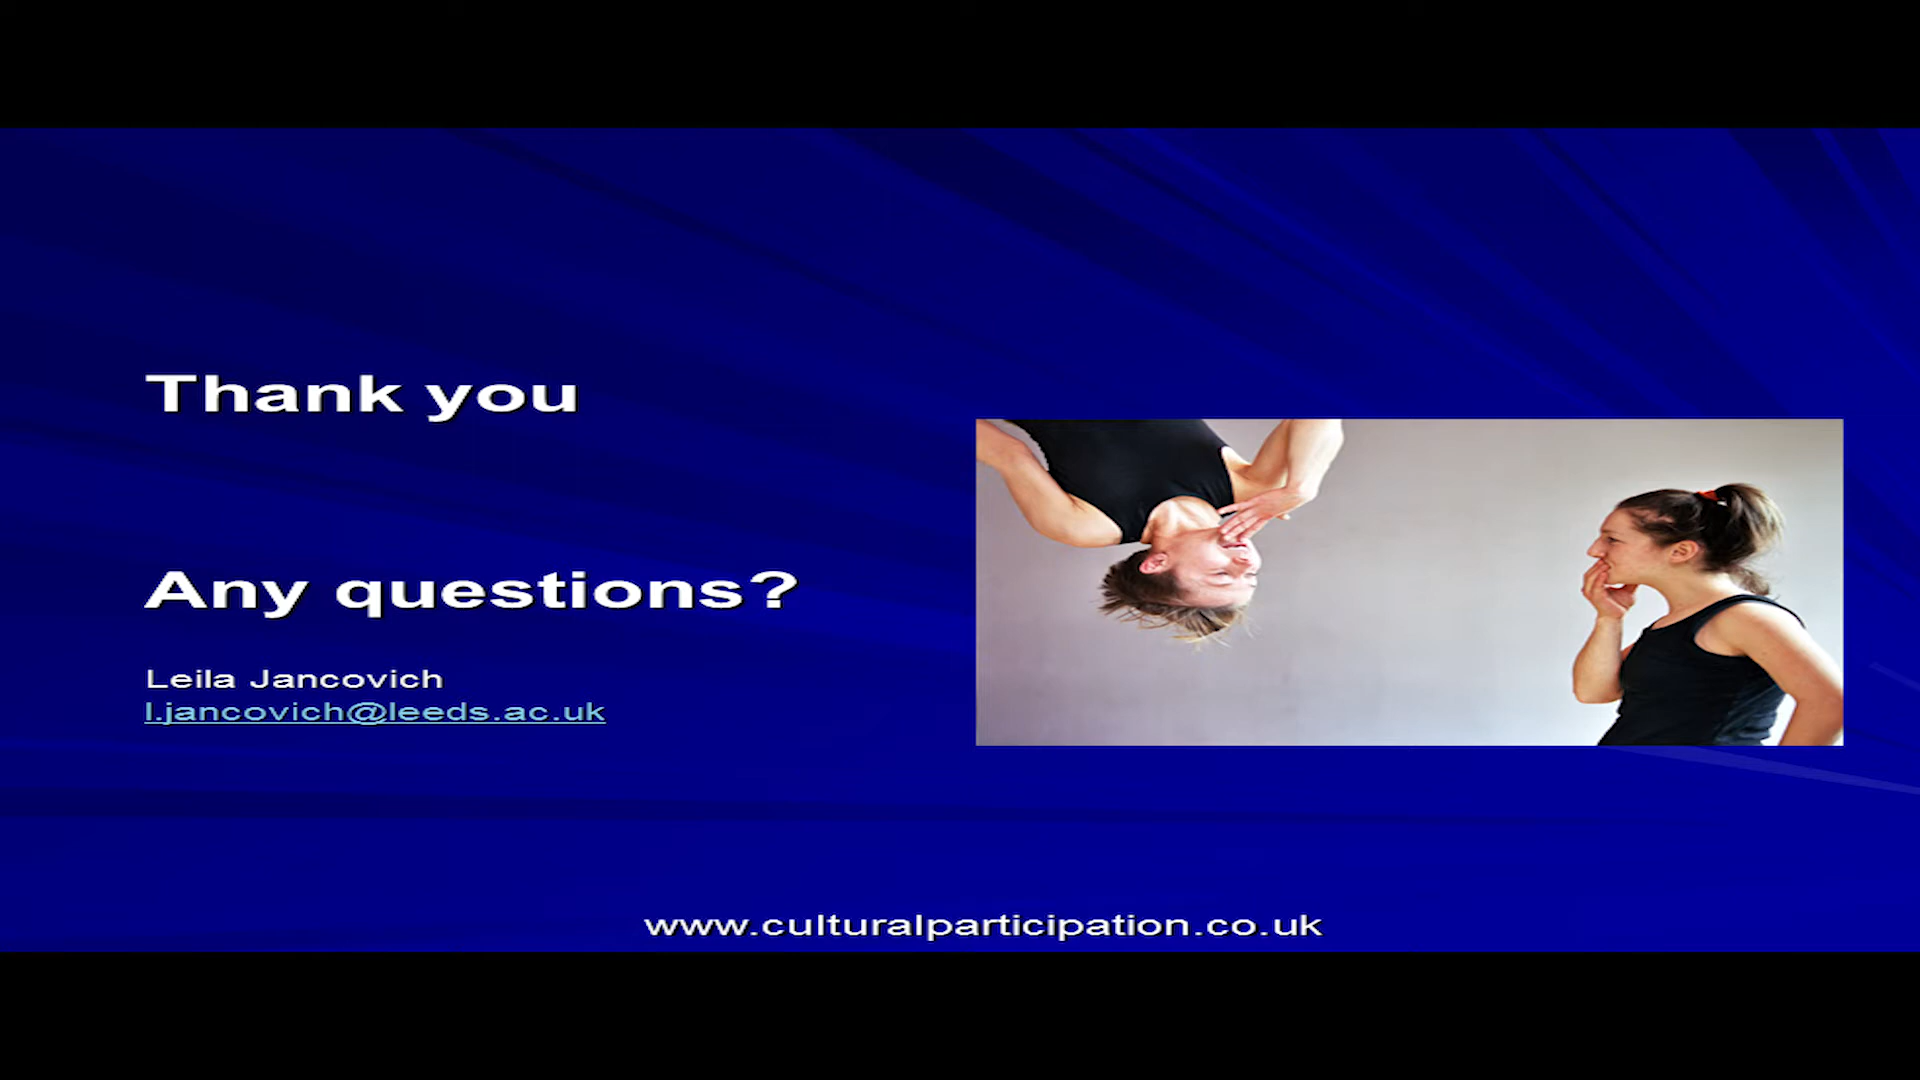 Thank you
Any questions?
Leila Jancovich
l.jancovich@leeds.ac.uk
www.culturalparticipation.co.uk